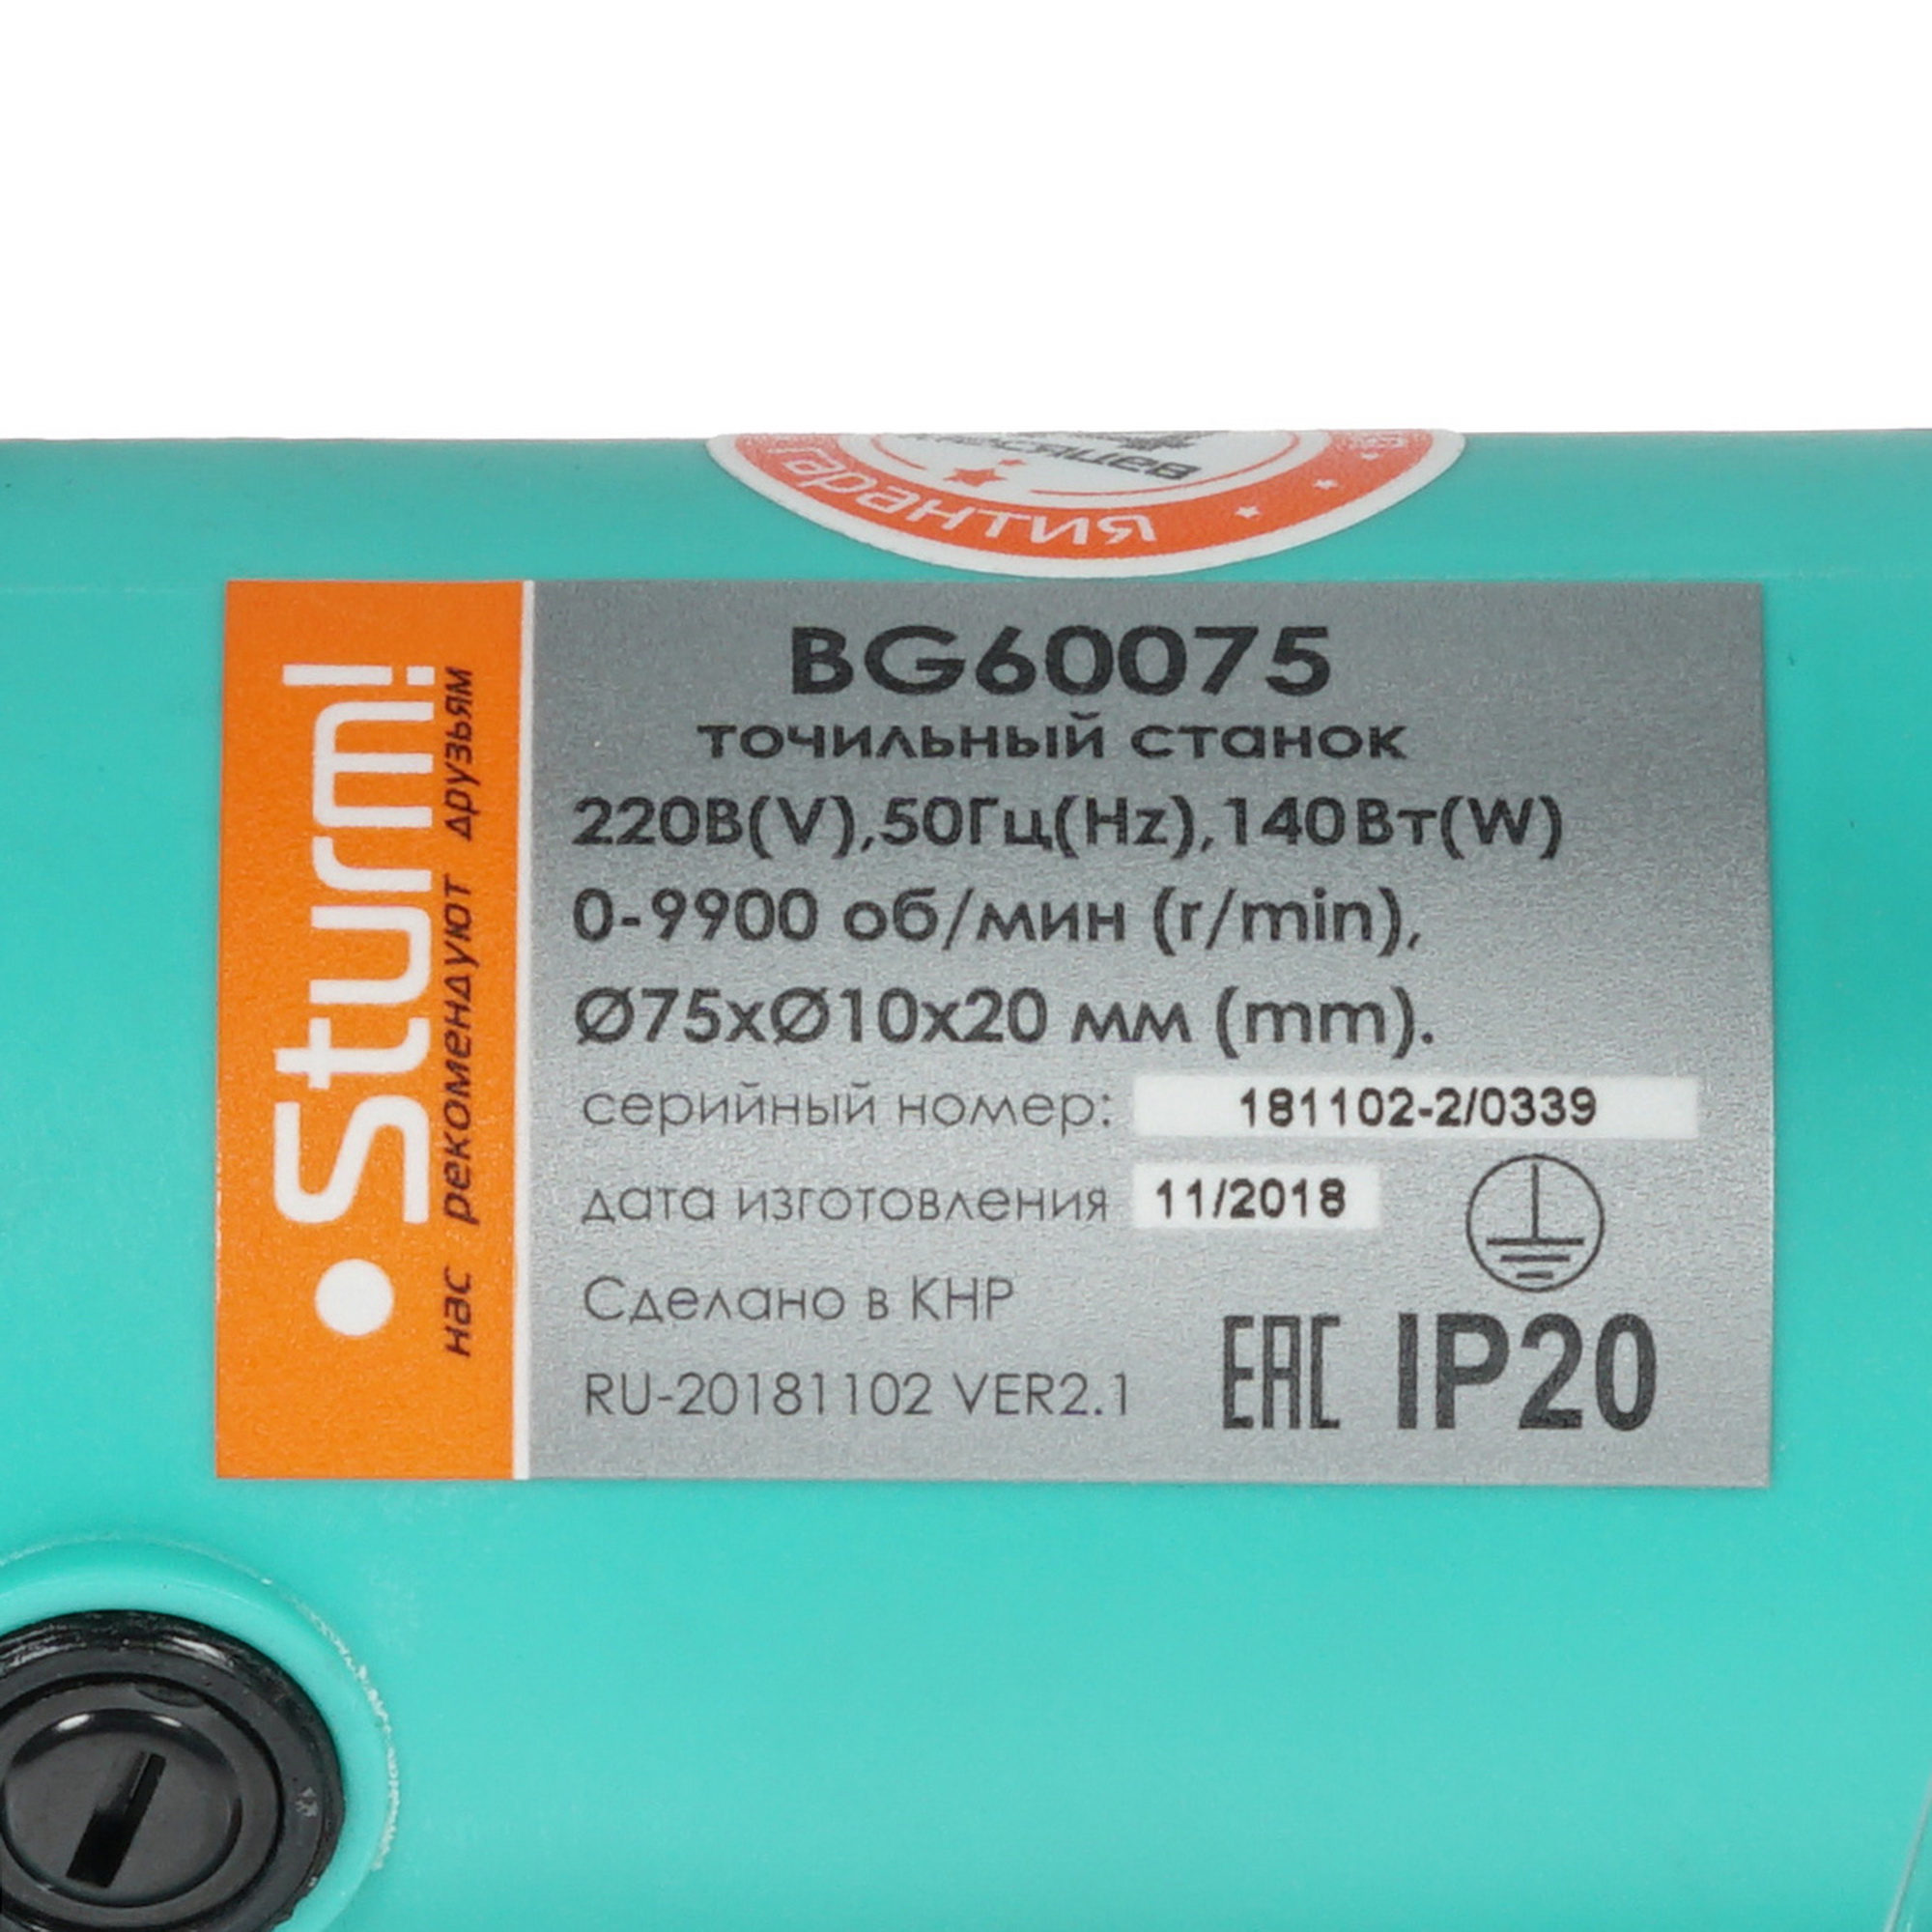 месяцев
гарантия
Sturm!
нас рекомендуют друзьям
BG60075
точильный станок
220В(V),50Гц(Hz),140Вт(W)
0-9900 об/мин (r/min),
Ø75xØ10x20 мм (mm).
серийный номер: 181102-2/0339
дата изготовления 11/2018
Сделано в КНР
RU-20181102 VER2.1
EAC IP20